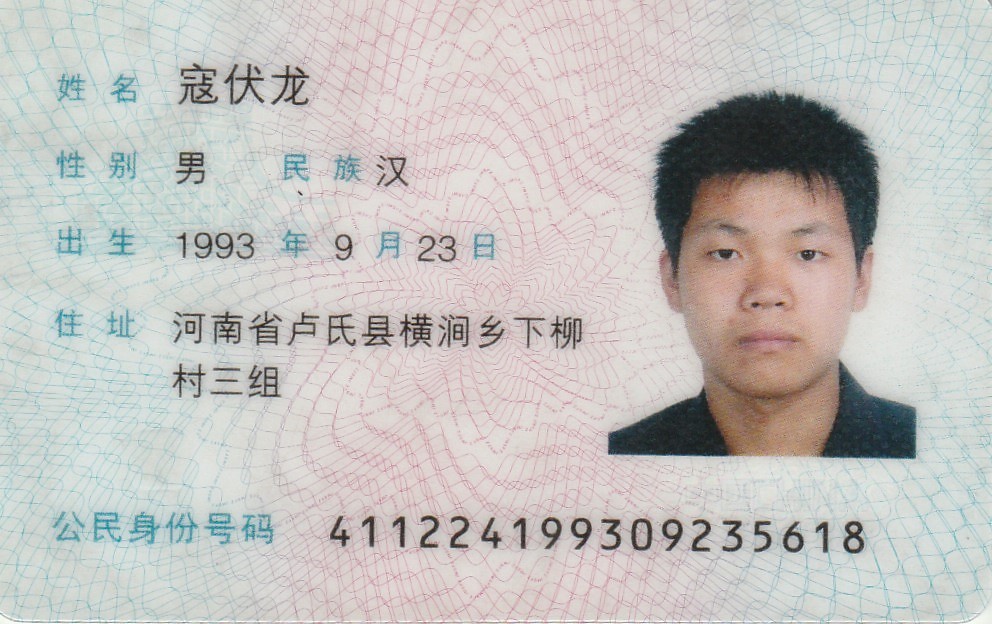 姓名 寇伏龙
性别 男 民族 汉
出生 1993 年 9 月 23 日
住址 河南省卢氏县横涧乡下柳
村三组
公民身份号码 411224199309235618